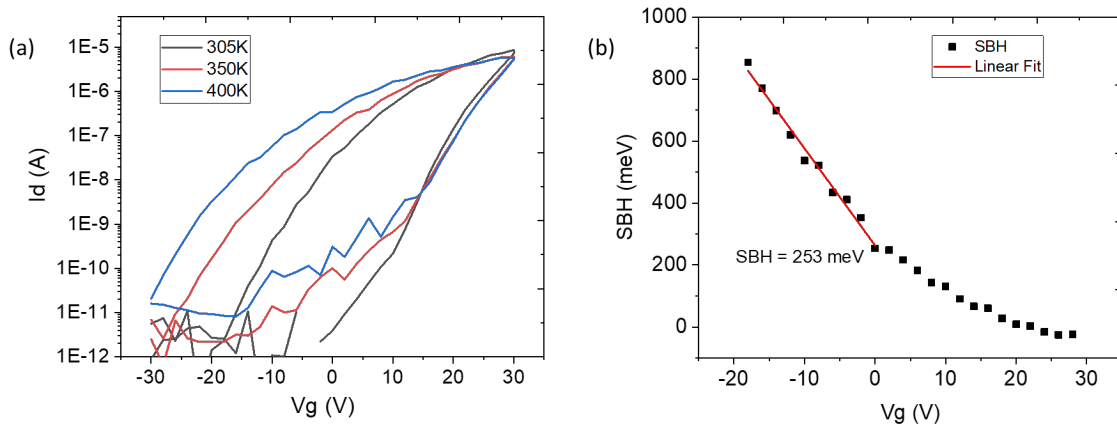 (a)
305K
350K
400K
1E-5
1E-6
1E-7
1E-8
1E-9
1E-10
1E-11
1E-12
Id (A)
-30 -20 -10 0 10 20 30
Vg (V)
(b)
SBH
Linear Fit
1000
800
600
400
200
0
SBH (meV)
SBH = 253 meV
-20 -10 0 10 20 30
Vg (V)